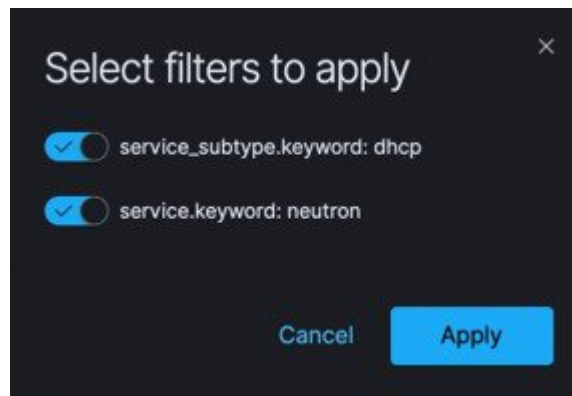 Select filters to apply
service_subtype.keyword: dhcp
service.keyword: neutron
Cancel
Apply